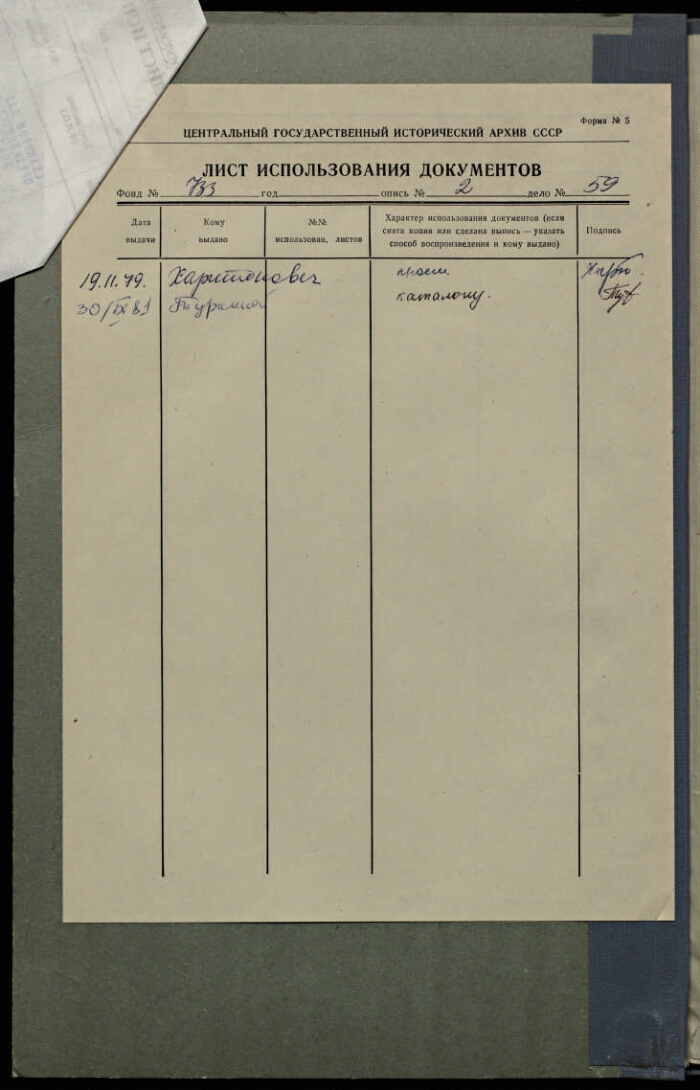 Форма № 5
ЦЕНТРАЛЬНЫЙ ГОСУДАРСТВЕННЫЙ ИСТОРИЧЕСКИЙ АРХИВ СССР
ЛИСТ ИСПОЛЬЗОВАНИЯ ДОКУМЕНТОВ
Фонд № 733 год опись № 2 дело № 59
Дата выдачи
Кому выдано
№№ использован. листов
Характер использования документов (если
снята копия или сделана выпись — указать
способ воспроизведения и кому выдано)
Подпись
19.11.79. Харитонович просм.
30/IX 81 каталогу.